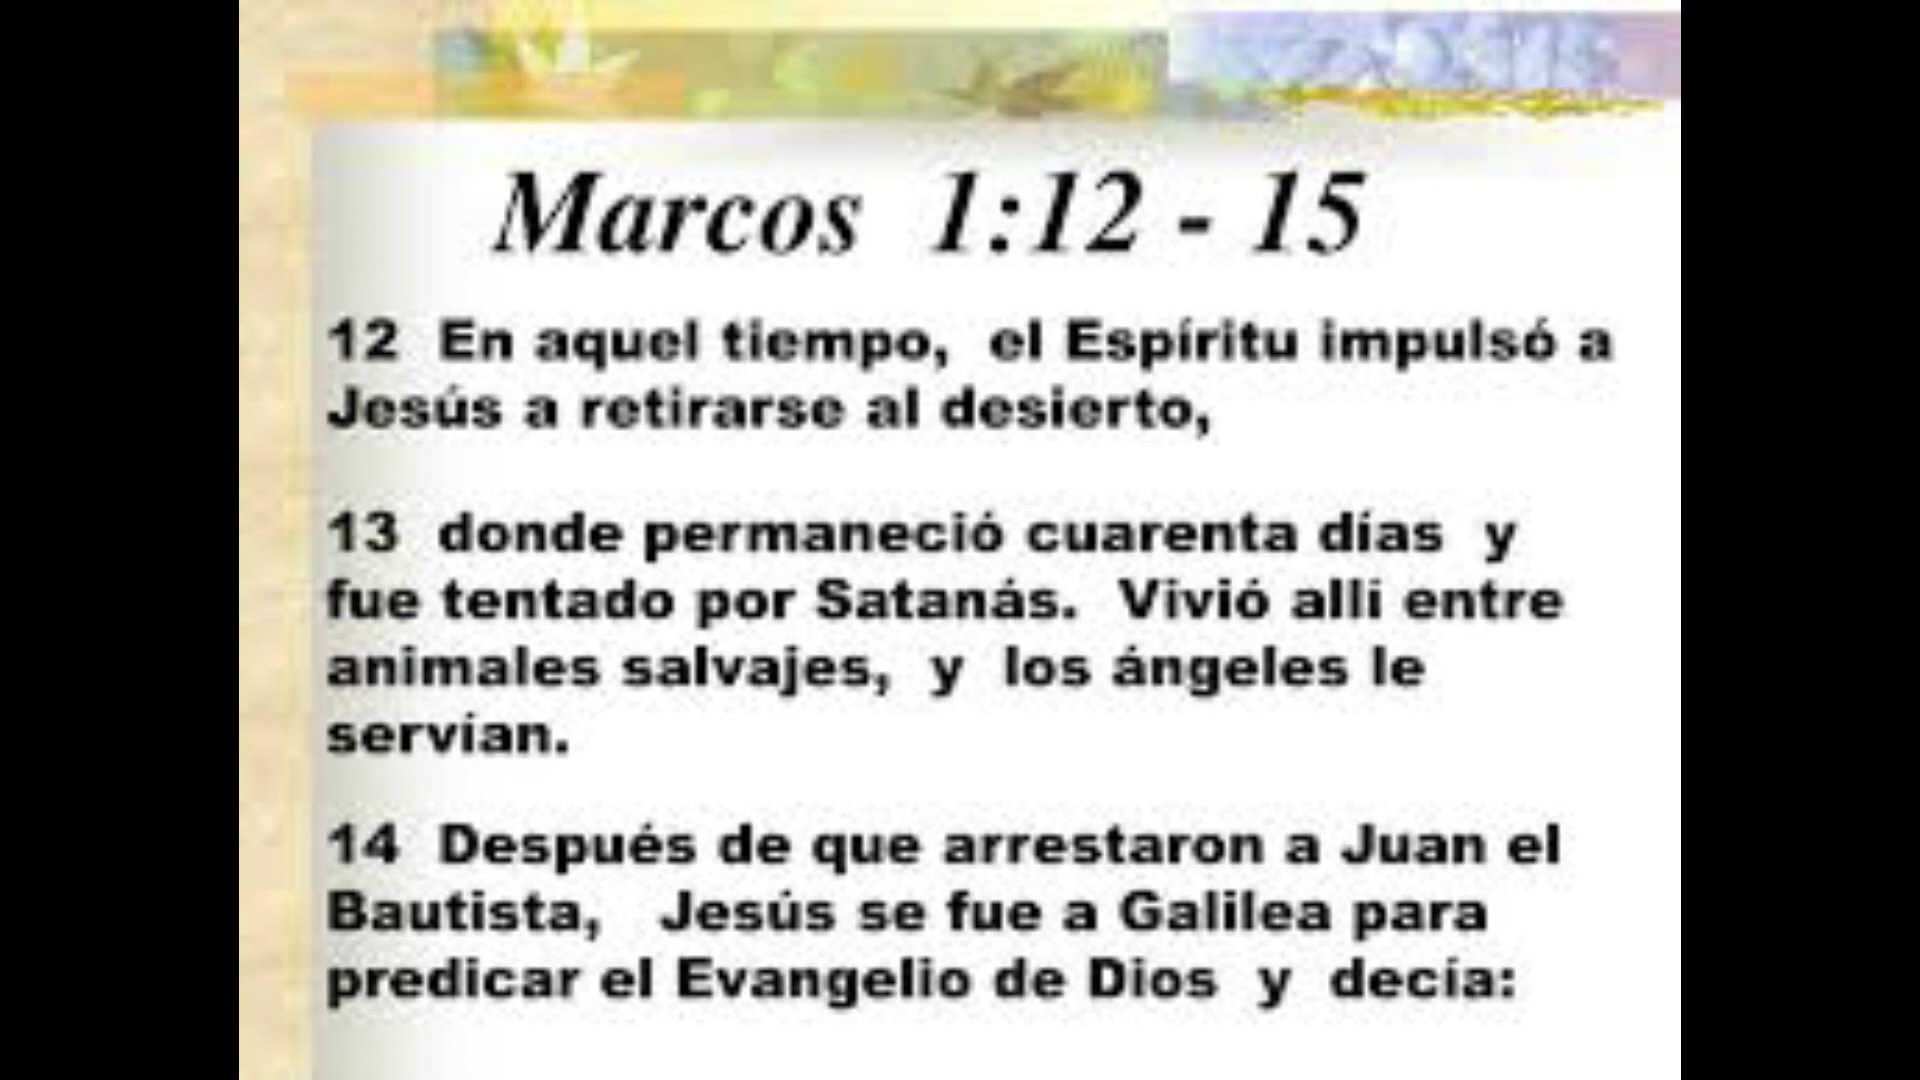 Marcos 1:12 - 15
12 En aquel tiempo, el Espíritu impulsó a
Jesús a retirarse al desierto,
13 donde permaneció cuarenta días y
fue tentado por Satanás. Vivió allí entre
animales salvajes, y los ángeles le
servían.
14 Después de que arrestaron a Juan el
Bautista, Jesús se fue a Galilea para
predicar el Evangelio de Dios y decía: